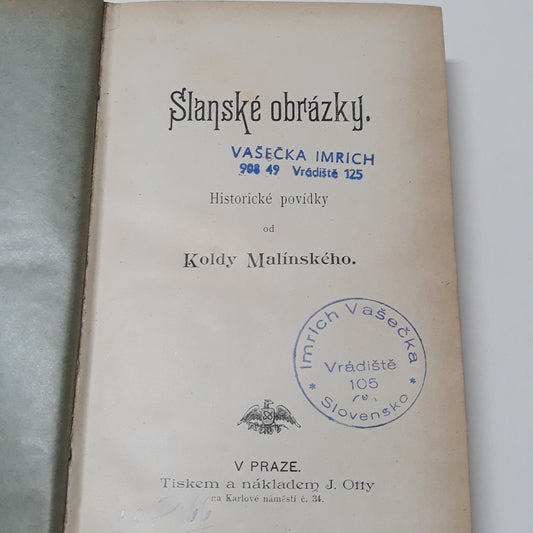 Slanské obrázky.
VAŠEČKA IMRICH
908 49 Vrádiště 125
Historické povídky
od
Koldy Malínského.
Imrich Vašečka
Vrádiště
105
* Slovensko *
V PRAZE.
Tiskem a nákladem J. Otty
na Karlově náměstí č. 34.